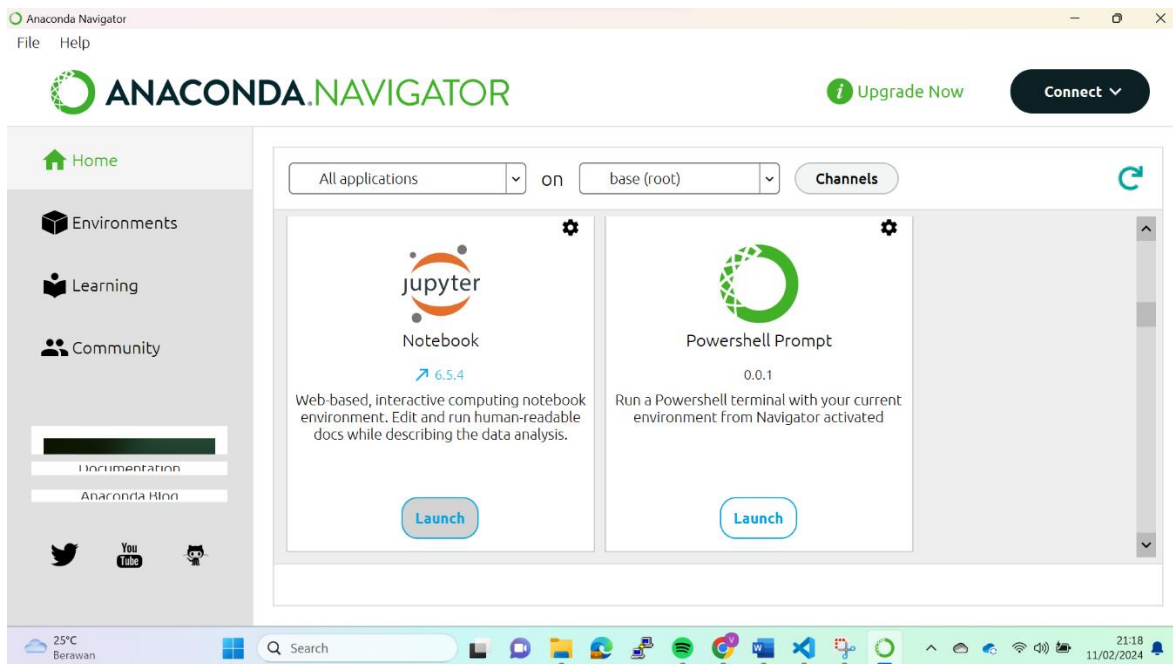 Anaconda Navigator
File Help
ANACONDA.NAVIGATOR
i Upgrade Now
Connect
Home
All applications on base (root) Channels
Environments
Learning
Community
jupyter
Notebook
6.5.4
Web-based, interactive computing notebook
environment. Edit and run human-readable
docs while describing the data analysis.
Launch
Powershell Prompt
0.0.1
Run a Powershell terminal with your current
environment from Navigator activated
Launch
Documentation
Anaconda Blog
You
Tube
25°C
Berawan
Search
V
W
21:18
11/02/2024